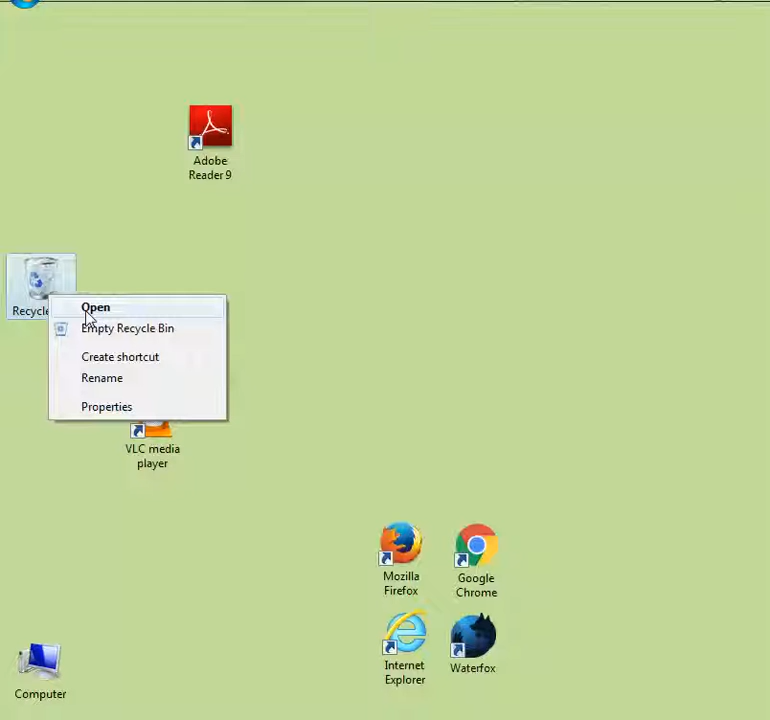 Adobe
Reader 9
Recycle
Open
Empty Recycle Bin
Create shortcut
Rename
Properties
VLC media
player
Mozilla
Firefox
Google
Chrome
Internet
Explorer
Waterfox
Computer